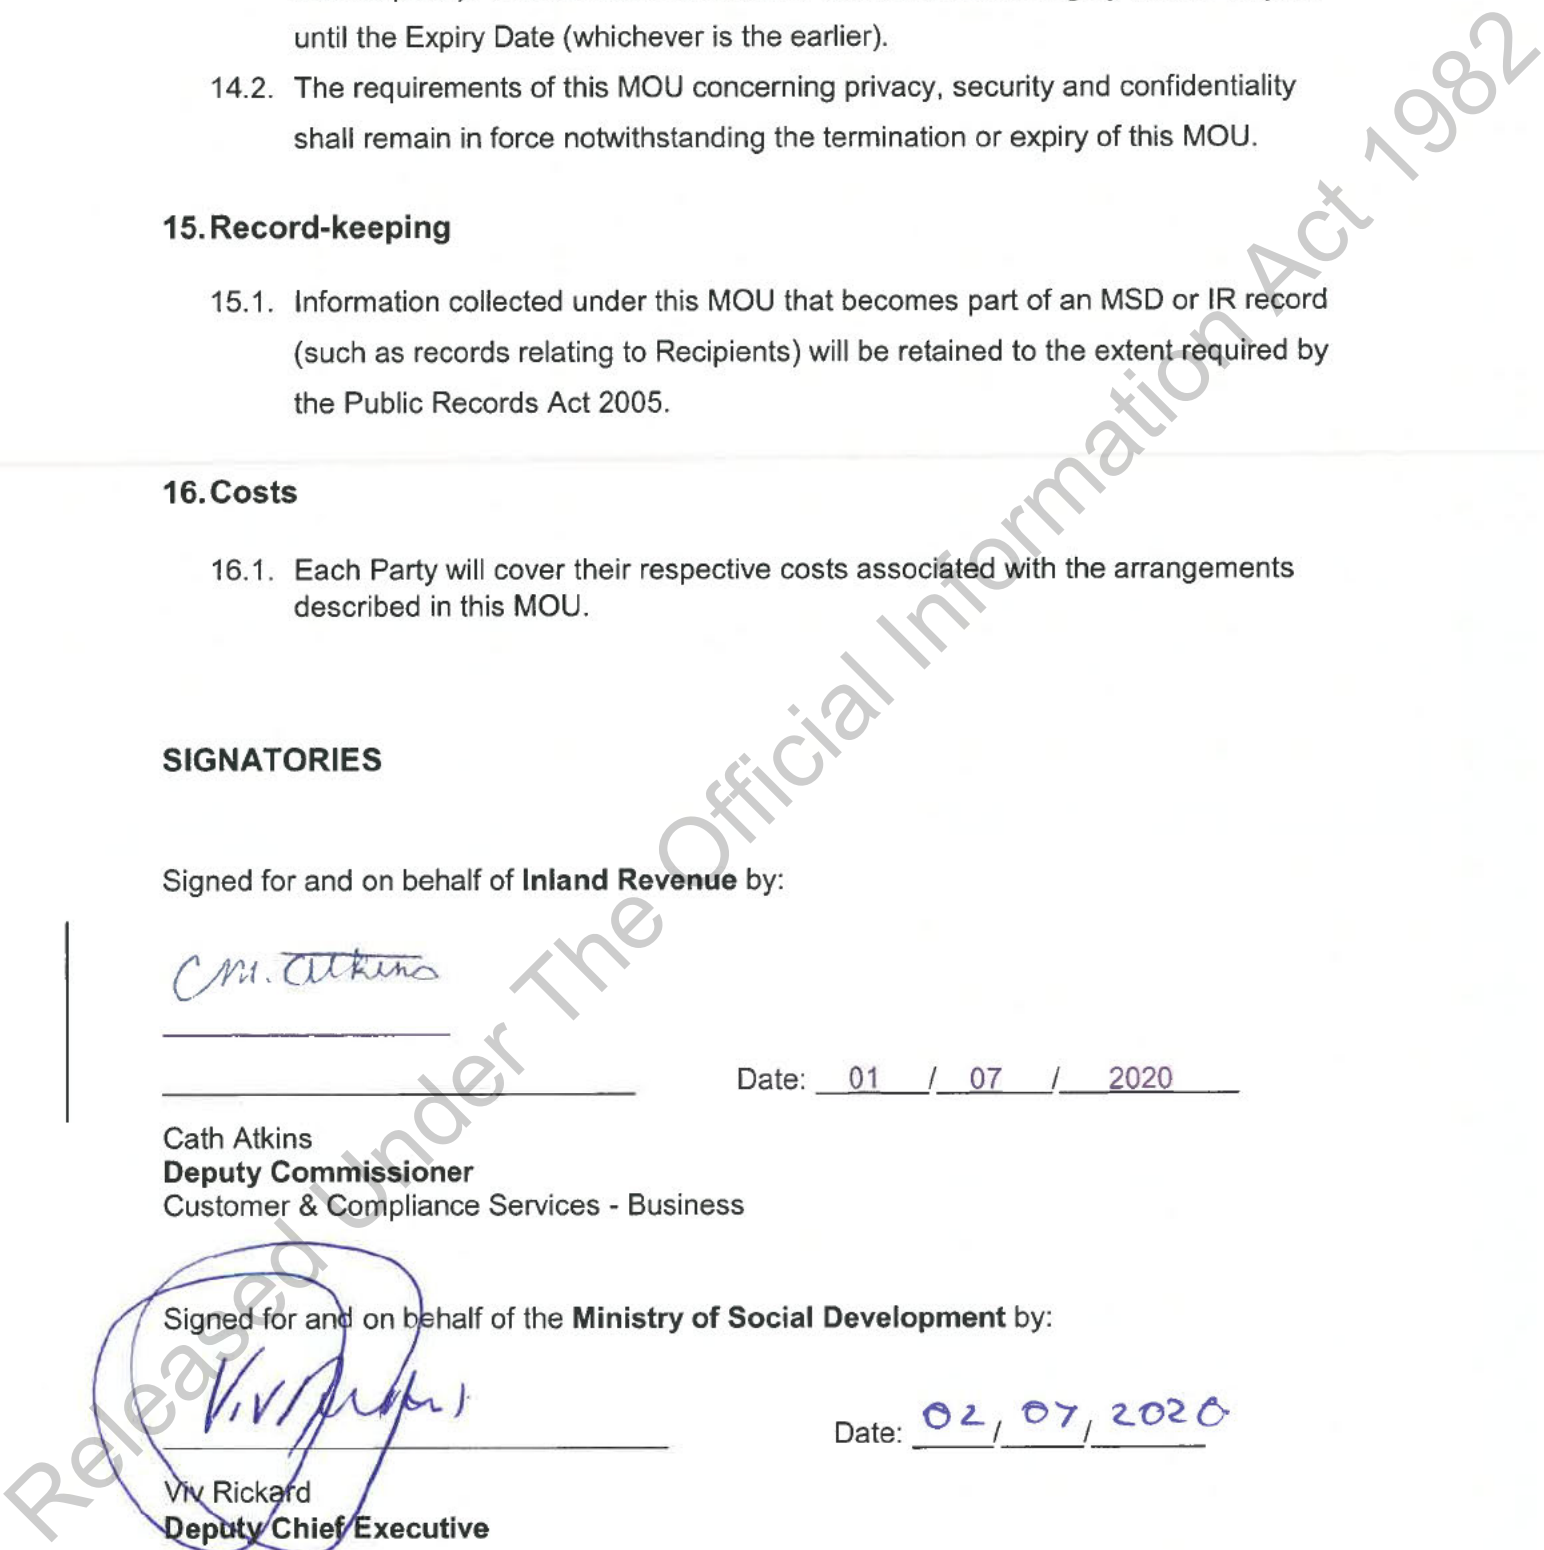 until the Expiry Date (whichever is the earlier).
14.2. The requirements of this MOU concerning privacy, security and confidentiality
shall remain in force notwithstanding the termination or expiry of this MOU.
15. Record-keeping
15.1. Information collected under this MOU that becomes part of an MSD or IR record
(such as records relating to Recipients) will be retained to the extent required by
the Public Records Act 2005.
16. Costs
16.1. Each Party will cover their respective costs associated with the arrangements
described in this MOU.
SIGNATORIES
Signed for and on behalf of Inland Revenue by:
CM. Atkins
Date: 01 / 07 / 2020
Cath Atkins
Deputy Commissioner
Customer & Compliance Services - Business
Signed for and on behalf of the Ministry of Social Development by:
Viv
Date: 02 / 07 / 2020
Viv Rickard
Deputy Chief Executive
Released Under The Official Information Act 1982